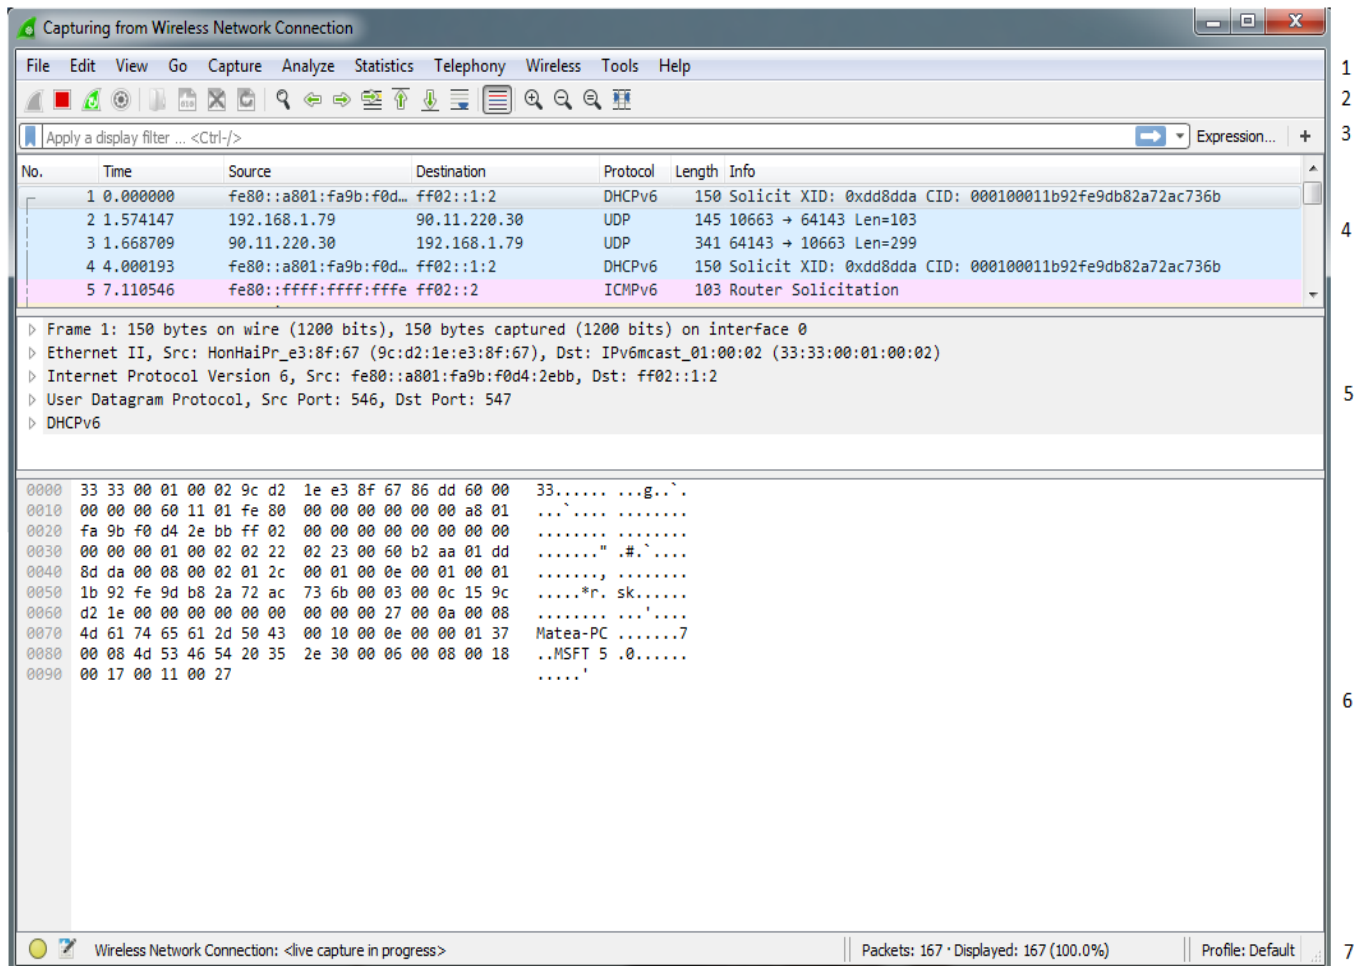 Capturing from Wireless Network Connection
File Edit View Go Capture Analyze Statistics Telephony Wireless Tools Help
1
2
Apply a display filter ... <Ctrl-/> Expression... +
3
No. Time Source Destination Protocol Length Info
1 0.000000 fe80::a801:fa9b:f0d… ff02::1:2 DHCPv6 150 Solicit XID: 0xdd8dda CID: 000100011b92fe9db82a72ac736b
2 1.574147 192.168.1.79 90.11.220.30 UDP 145 10663 → 64143 Len=103
3 1.668709 90.11.220.30 192.168.1.79 UDP 341 64143 → 10663 Len=299
4
4 4.000193 fe80::a801:fa9b:f0d… ff02::1:2 DHCPv6 150 Solicit XID: 0xdd8dda CID: 000100011b92fe9db82a72ac736b
5 7.110546 fe80::ffff:ffff:fffe ff02::2 ICMPv6 103 Router Solicitation
Frame 1: 150 bytes on wire (1200 bits), 150 bytes captured (1200 bits) on interface 0
Ethernet II, Src: HonHaiPr_e3:8f:67 (9c:d2:1e:e3:8f:67), Dst: IPv6mcast_01:00:02 (33:33:00:01:00:02)
Internet Protocol Version 6, Src: fe80::a801:fa9b:f0d4:2ebb, Dst: ff02::1:2
User Datagram Protocol, Src Port: 546, Dst Port: 547
5
DHCPv6
0000 33 33 00 01 00 02 9c d2 1e e3 8f 67 86 dd 60 00 33...... ...g..`.
0010 00 00 00 60 11 01 fe 80 00 00 00 00 00 00 a8 01 ...`.... ........
0020 fa 9b f0 d4 2e bb ff 02 00 00 00 00 00 00 00 00 ........ ........
0030 00 00 00 01 00 02 02 22 02 23 00 60 b2 aa 01 dd ......." .#.`....
0040 8d da 00 08 00 02 01 2c 00 01 00 0e 00 01 00 01 ......., ........
0050 1b 92 fe 9d b8 2a 72 ac 73 6b 00 03 00 0c 15 9c .....*r. sk......
0060 d2 1e 00 00 00 00 00 00 00 00 00 27 00 0a 00 08 ........ ...'....
0070 4d 61 74 65 61 2d 50 43 00 10 00 0e 00 00 01 37 Matea-PC .......7
0080 00 08 4d 53 46 54 20 35 2e 30 00 06 00 08 00 18 ..MSFT 5 .0......
0090 00 17 00 11 00 27 .....'
6
Wireless Network Connection: <live capture in progress> Packets: 167 · Displayed: 167 (100.0%) Profile: Default
7